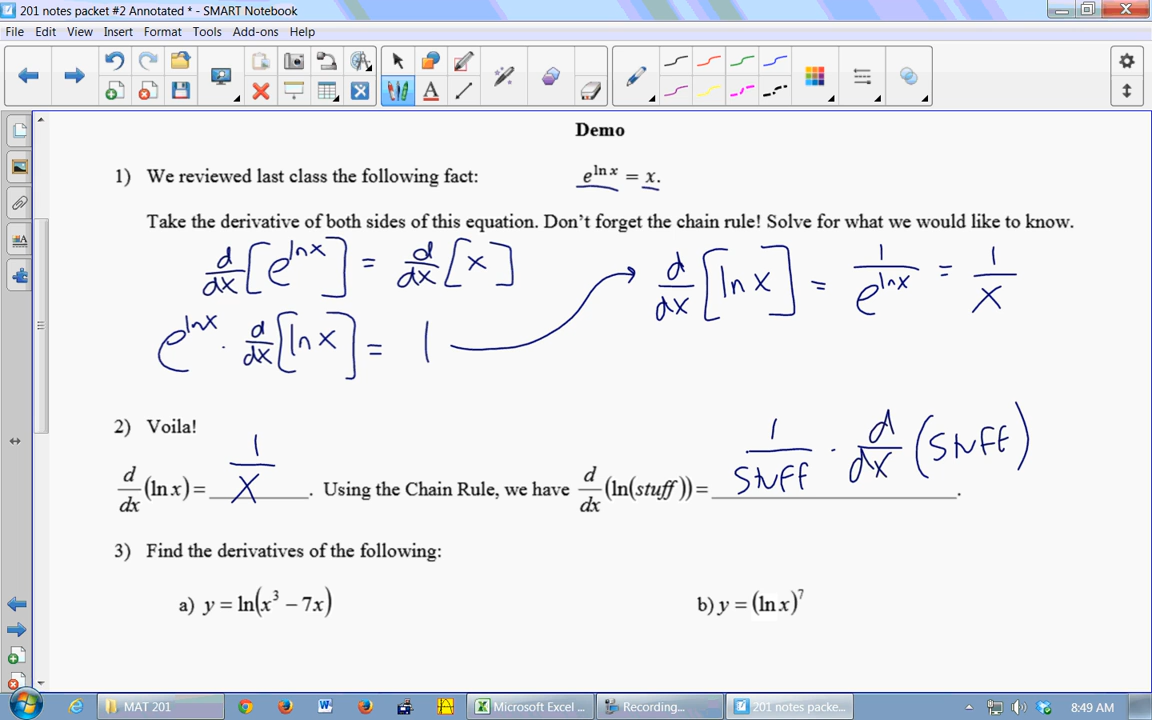 201 notes packet #2 Annotated * - SMART Notebook
File Edit View Insert Format Tools Add-ons Help
Demo
1) We reviewed last class the following fact: e^{ln x} = x.
Take the derivative of both sides of this equation. Don't forget the chain rule! Solve for what we would like to know.
d/dx [e^{ln x}] = d/dx [x]
d/dx [ln x] = 1/e^{ln x} = 1/x
e^{ln x} · d/dx [ln x] = 1
2) Voila!
d/dx (ln x) = 1/x. Using the Chain Rule, we have d/dx (ln(stuff)) = 1/stuff · d/dx (stuff).
3) Find the derivatives of the following:
a) y = ln(x³ − 7x) b) y = (ln x)⁷
MAT 201 Microsoft Excel ... Recording... 201 notes packe... 8:49 AM